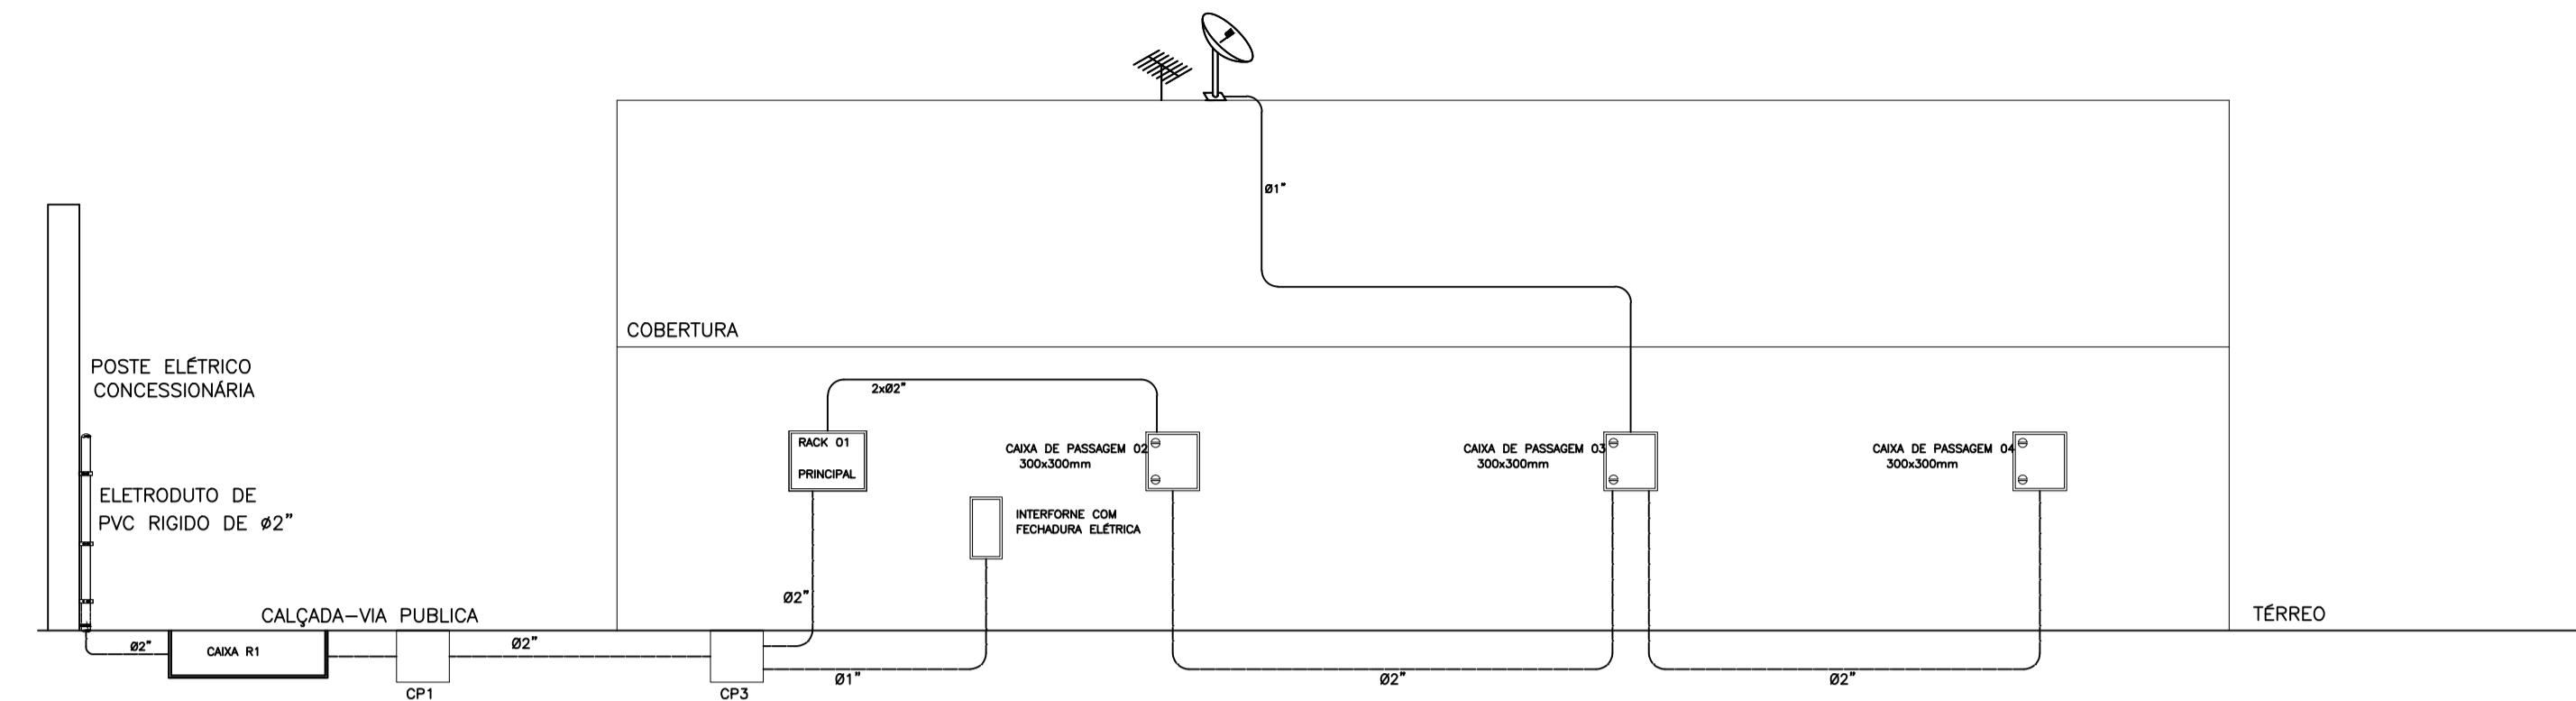 Ø1"
COBERTURA
POSTE ELÉTRICO
CONCESSIONÁRIA
2xØ2"
RACK 01
PRINCIPAL
CAIXA DE PASSAGEM 02
300x300mm
CAIXA DE PASSAGEM 03
300x300mm
CAIXA DE PASSAGEM 04
300x300mm
ELETRODUTO DE
PVC RIGIDO DE Ø2"
INTERFORNE COM
FECHADURA ELÉTRICA
Ø2"
CALÇADA-VIA PUBLICA
TÉRREO
Ø2"
CAIXA R1
Ø2"
CP1
CP3
Ø1"
Ø2"
Ø2"